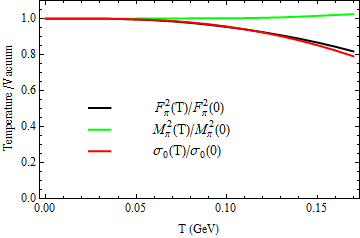 1.0
0.8
0.6
0.4
0.2
0.0
Temperature /Vacuum
F_π^2(T)/F_π^2(0)
M_π^2(T)/M_π^2(0)
σ_0(T)/σ_0(0)
0.00 0.05 0.10 0.15
T (GeV)